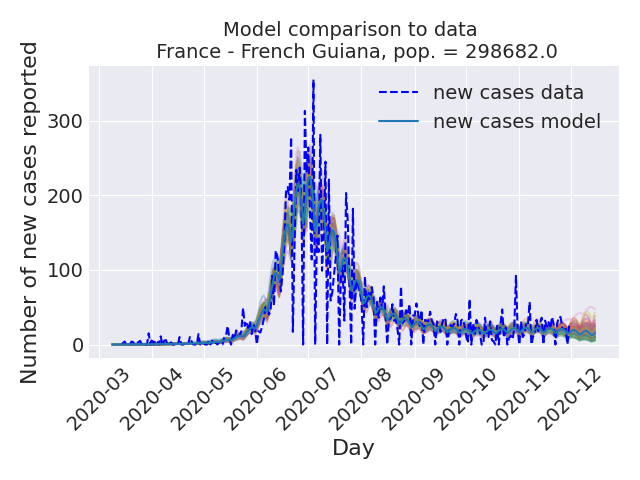 Model comparison to data
France - French Guiana, pop. = 298682.0
Number of new cases reported
300
200
100
0
new cases data
new cases model
2020-03
2020-04
2020-05
2020-06
2020-07
2020-08
2020-09
2020-10
2020-11
2020-12
Day